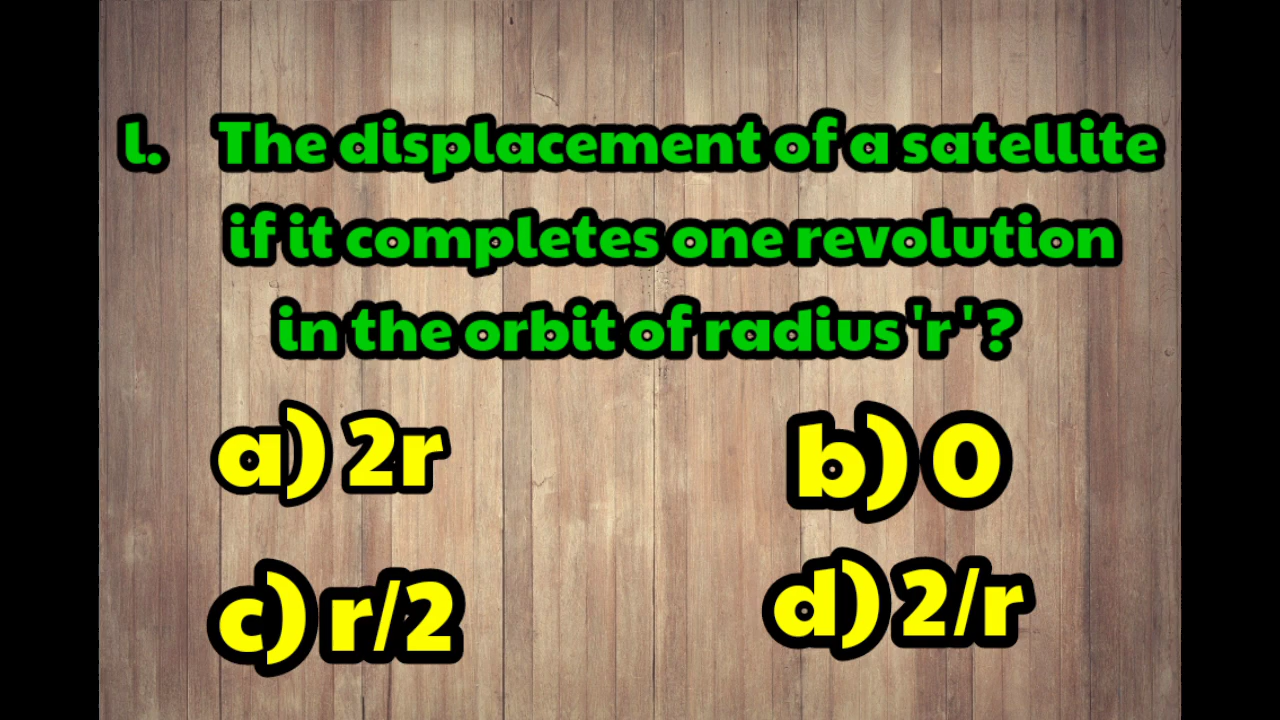 1. The displacement of a satellite
if it completes one revolution
in the orbit of radius 'r' ?
a) 2r b) 0
c) r/2 d) 2/r